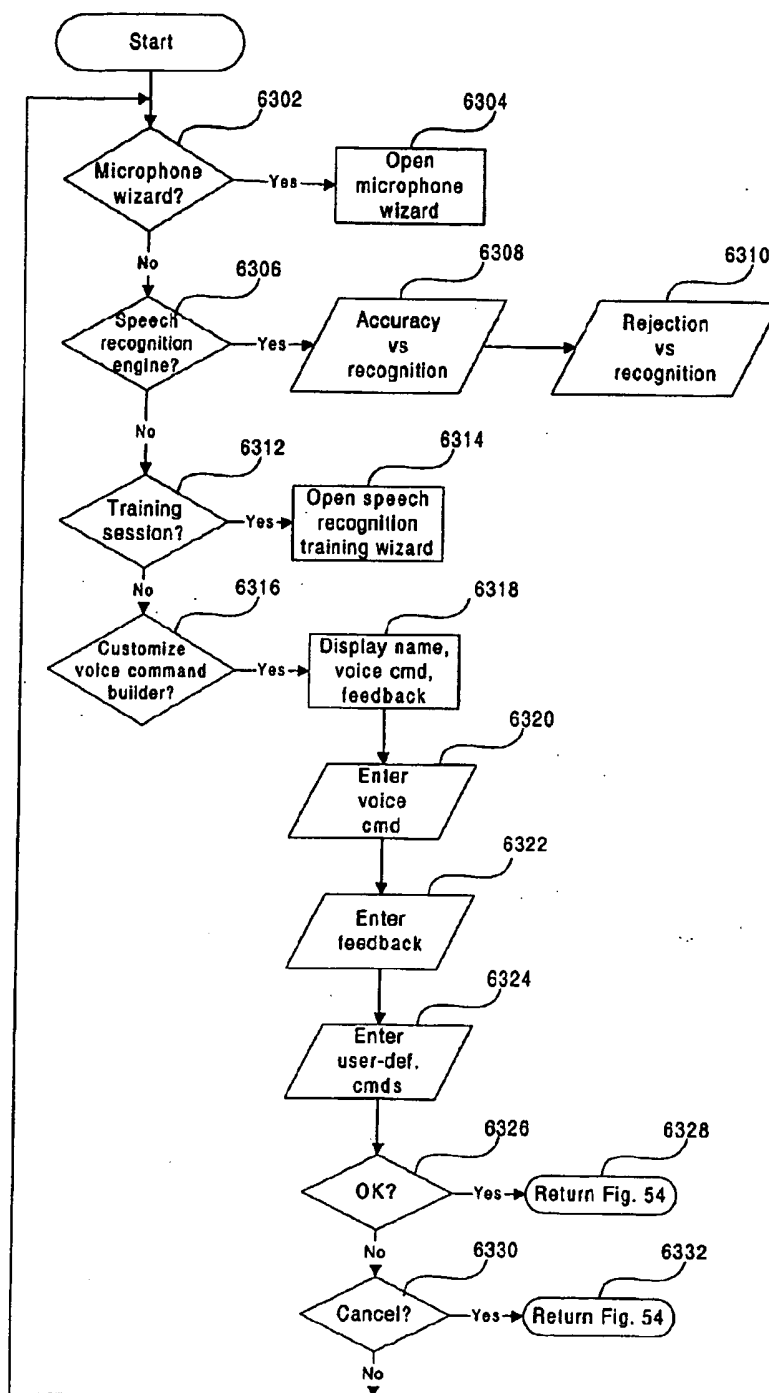 Start
6302
6304
Microphone
wizard?
Yes
Open
microphone
wizard
No
6306
6308
6310
Speech
recognition
engine?
Yes
Accuracy
vs
recognition
Rejection
vs
recognition
No
6312
6314
Training
session?
Yes
Open speech
recognition
training wizard
No
6316
6318
Customize
voice command
builder?
Yes
Display name,
voice cmd,
feedback
6320
Enter
voice
cmd
6322
Enter
feedback
6324
Enter
user-def.
cmds
6326
6328
OK?
Yes
Return Fig. 54
No
6330
6332
Cancel?
Yes
Return Fig. 54
No